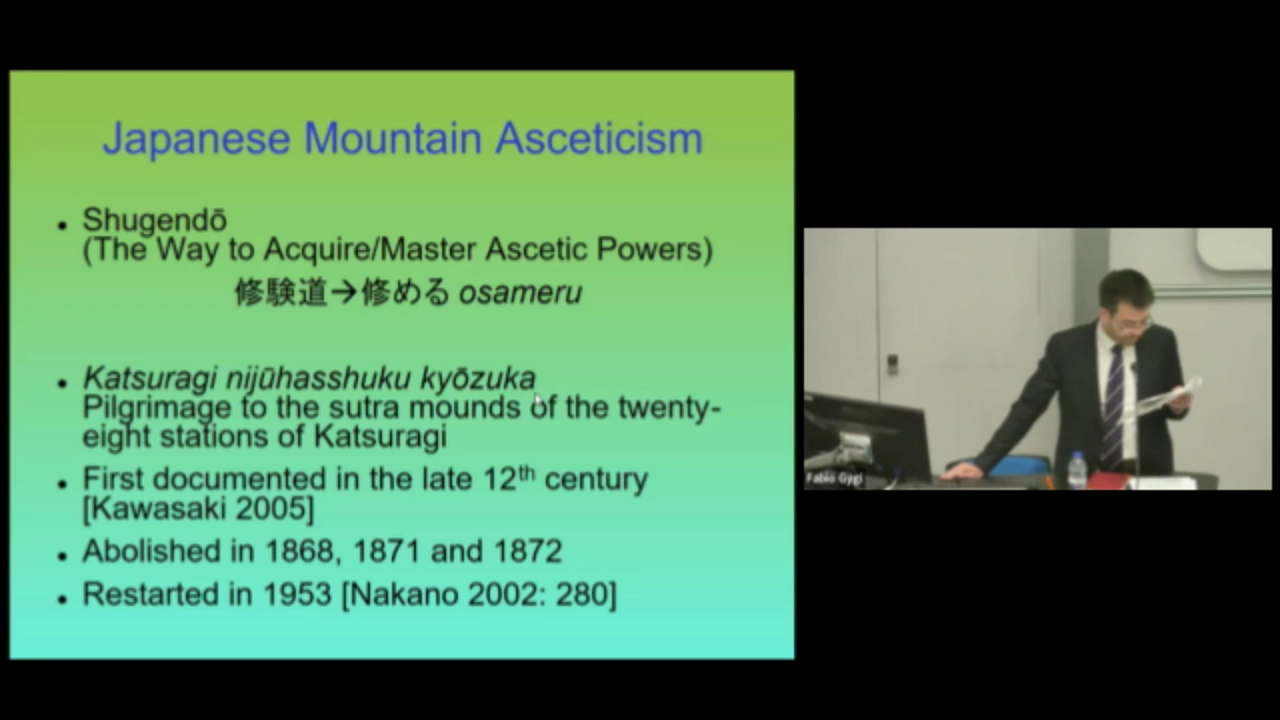 Japanese Mountain Asceticism
• Shugendō
(The Way to Acquire/Master Ascetic Powers)
修験道→修める osameru
• Katsuragi nijūhasshuku kyōzuka
Pilgrimage to the sutra mounds of the twenty-
eight stations of Katsuragi
• First documented in the late 12th century
[Kawasaki 2005]
• Abolished in 1868, 1871 and 1872
• Restarted in 1953 [Nakano 2002: 280]
Fabio Gygi